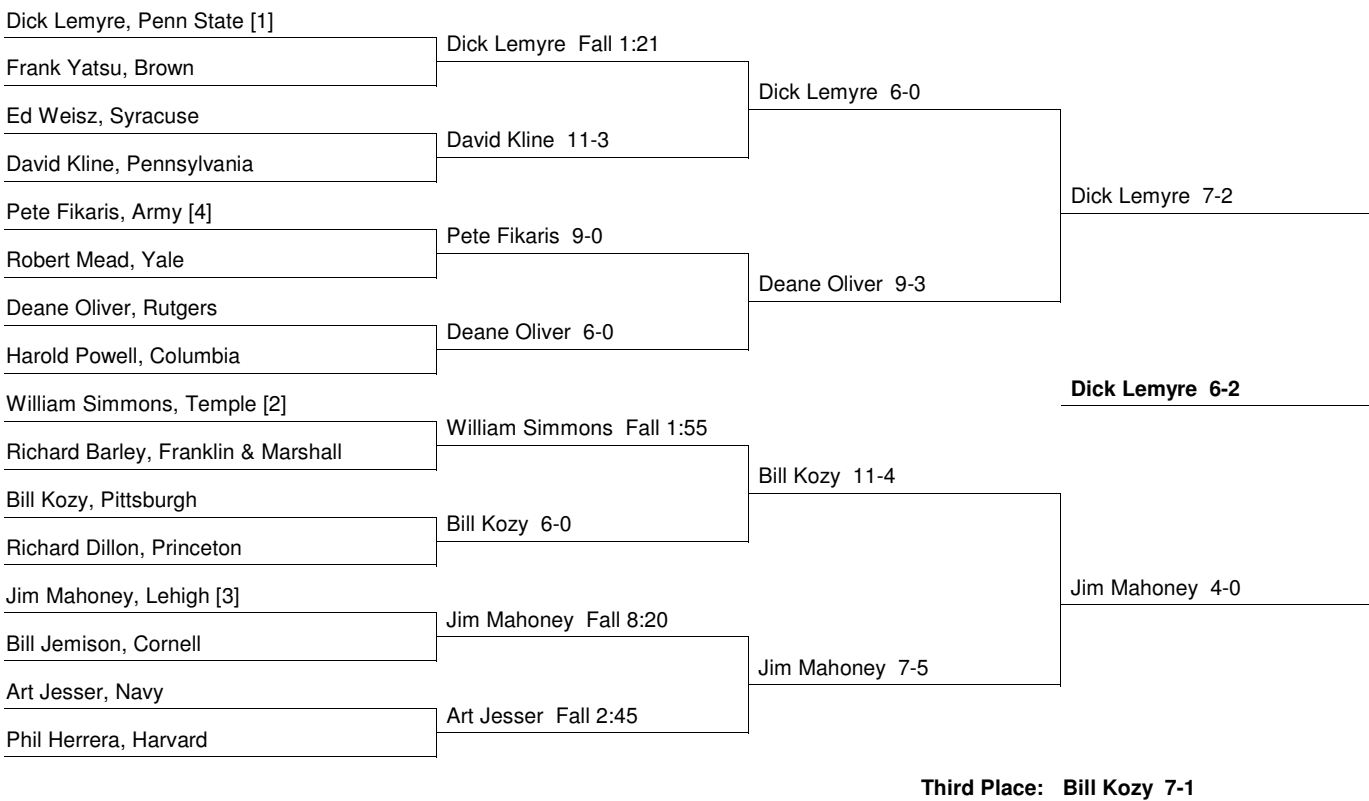 Dick Lemyre, Penn State [1]
Frank Yatsu, Brown
Ed Weisz, Syracuse
David Kline, Pennsylvania
Pete Fikaris, Army [4]
Robert Mead, Yale
Deane Oliver, Rutgers
Harold Powell, Columbia
William Simmons, Temple [2]
Richard Barley, Franklin & Marshall
Bill Kozy, Pittsburgh
Richard Dillon, Princeton
Jim Mahoney, Lehigh [3]
Bill Jemison, Cornell
Art Jesser, Navy
Phil Herrera, Harvard
Dick Lemyre Fall 1:21
David Kline 11-3
Pete Fikaris 9-0
Deane Oliver 6-0
William Simmons Fall 1:55
Bill Kozy 6-0
Jim Mahoney Fall 8:20
Art Jesser Fall 2:45
Dick Lemyre 6-0
Deane Oliver 9-3
Bill Kozy 11-4
Jim Mahoney 7-5
Dick Lemyre 7-2
Jim Mahoney 4-0
Dick Lemyre 6-2
Third Place: Bill Kozy 7-1